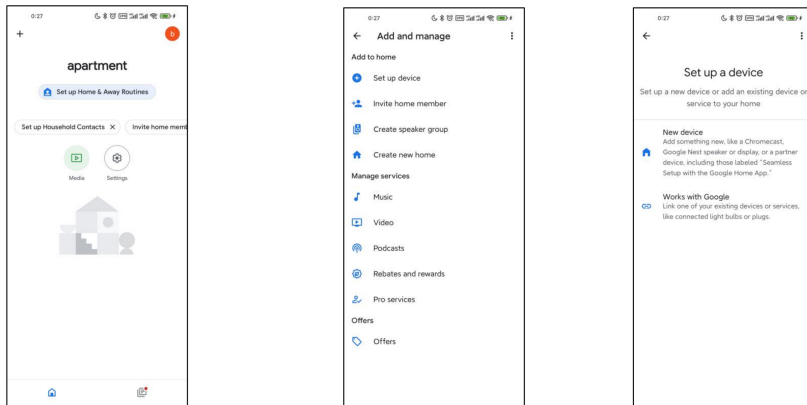 0:27
b
apartment
Set up Home & Away Routines
Set up Household Contacts
Invite home memb
Media
Settings
0:27
Add and manage
Add to home
Set up device
Invite home member
Create speaker group
Create new home
Manage services
Music
Video
Podcasts
Rebates and rewards
Pro services
Offers
Offers
0:27
Set up a device
Set up a new device or add an existing device or
service to your home
New device
Add something new, like a Chromecast,
Google Nest speaker or display, or a partner
device, including those labeled "Seamless
Setup with the Google Home App."
Works with Google
Link one of your existing devices or services,
like connected light bulbs or plugs.